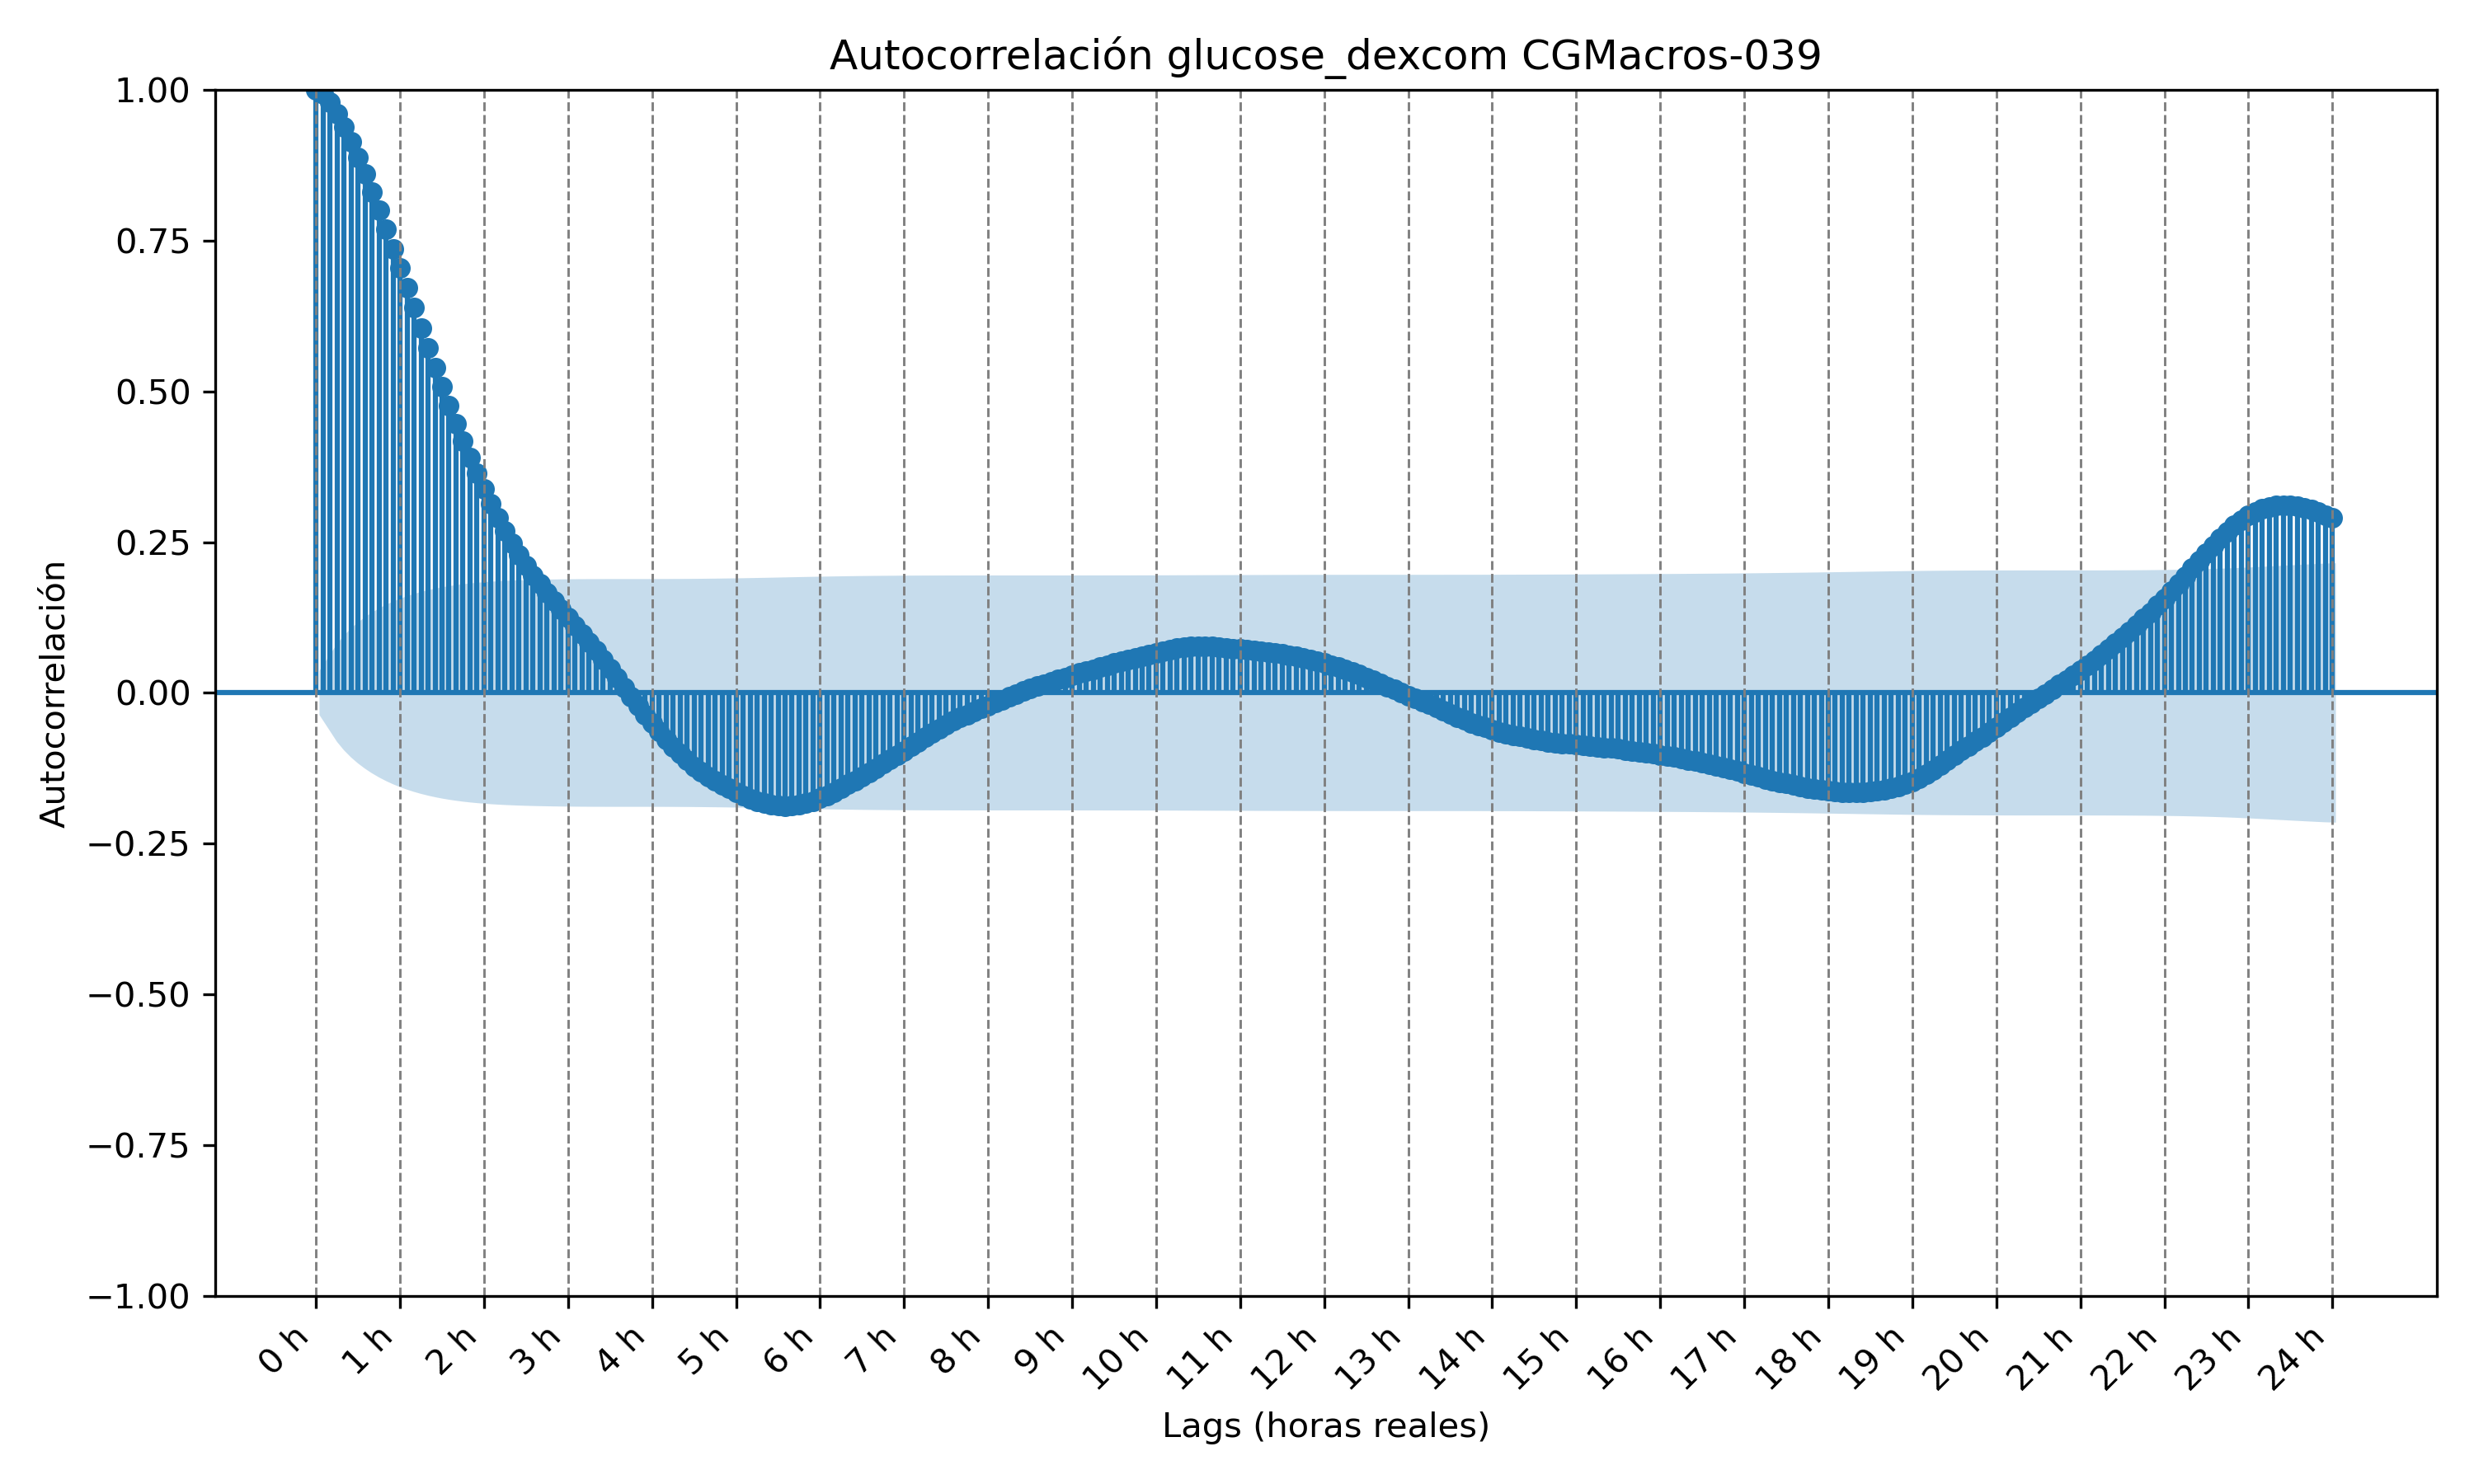 Autocorrelación glucose_dexcom CGMacros-039
1.00
0.75
0.50
0.25
0.00
−0.25
−0.50
−0.75
−1.00
Autocorrelación
0 h
1 h
2 h
3 h
4 h
5 h
6 h
7 h
8 h
9 h
10 h
11 h
12 h
13 h
14 h
15 h
16 h
17 h
18 h
19 h
20 h
21 h
22 h
23 h
24 h
Lags (horas reales)